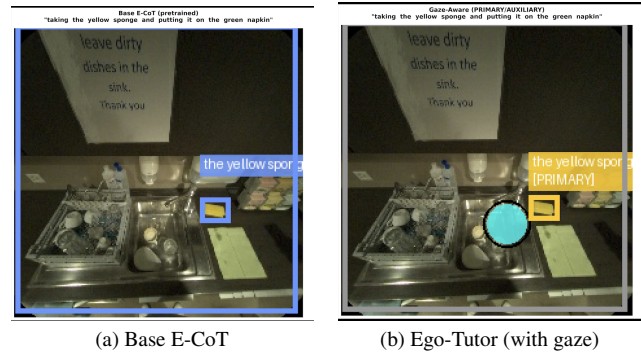 Base E-CoT (pretrained)
"taking the yellow sponge and putting it on the green napkin"
leave dirty
dishes in the
sink.
Thank you
the yellow spong
(a) Base E-CoT
Gaze-Aware (PRIMARY/AUXILIARY)
"taking the yellow sponge and putting it on the green napkin"
leave dirty
dishes in the
sink.
Thank you
the yellow spong
[PRIMARY]
(b) Ego-Tutor (with gaze)